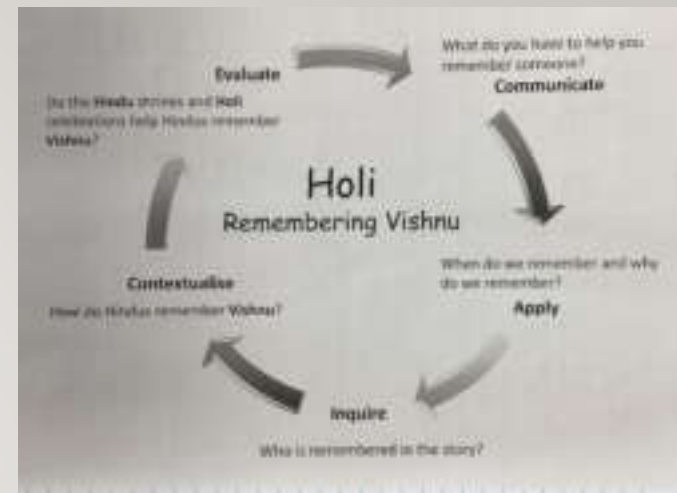 Holi
Remembering Vishnu
What do you have to help you
remember someone?
Communicate
When do we remember and why
do we remember?
Apply
Inquire
Who is remembered in the story?
Contextualise
How do Hindus remember Vishnu?
Evaluate
Do the Hindu shrines and Holi
celebrations help Hindus remember
Vishnu?